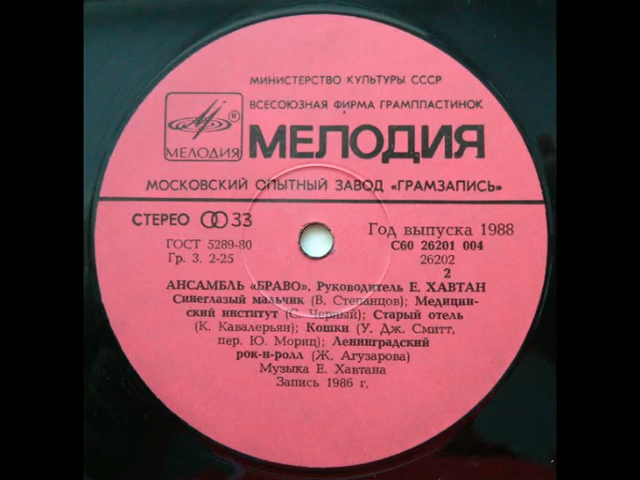 МИНИСТЕРСТВО КУЛЬТУРЫ СССР
ВСЕСОЮЗНАЯ ФИРМА ГРАМПЛАСТИНОК
МЕЛОДИЯ ®
МЕЛОДИЯ
МОСКОВСКИЙ ОПЫТНЫЙ ЗАВОД «ГРАМЗАПИСЬ»
СТЕРЕО 33
Год выпуска 1988
ГОСТ 5289-80
С60 26201 004
Гр. 3. 2-25
26202
2
АНСАМБЛЬ «БРАВО». Руководитель Е. ХАВТАН
Синеглазый мальчик (В. Степанцов); Медицин-
ский институт (С. Черный); Старый отель
(К. Кавалерьян); Кошки (У. Дж. Смитт,
пер. Ю. Мориц); Ленинградский
рок-н-ролл (Ж. Агузарова)
Музыка Е. Хавтана
Запись 1986 г.